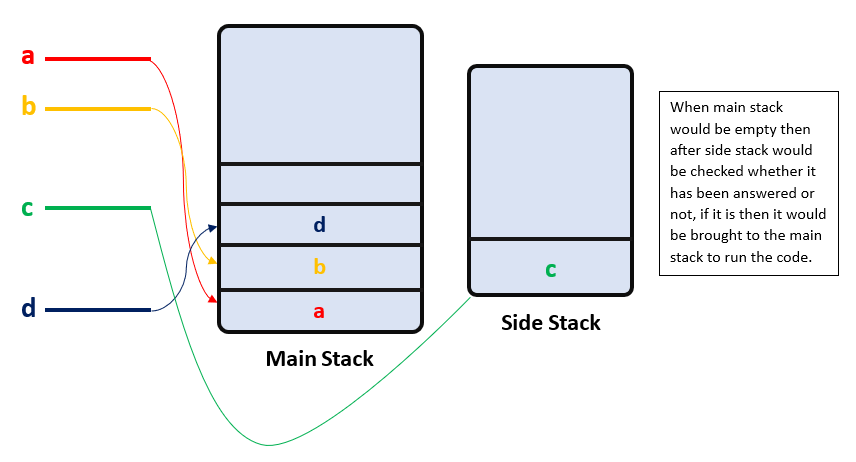 a
b
c
d
d
b
a
Main Stack
c
Side Stack
When main stack
would be empty then
after side stack would
be checked whether it
has been answered or
not, if it is then it would
be brought to the main
stack to run the code.